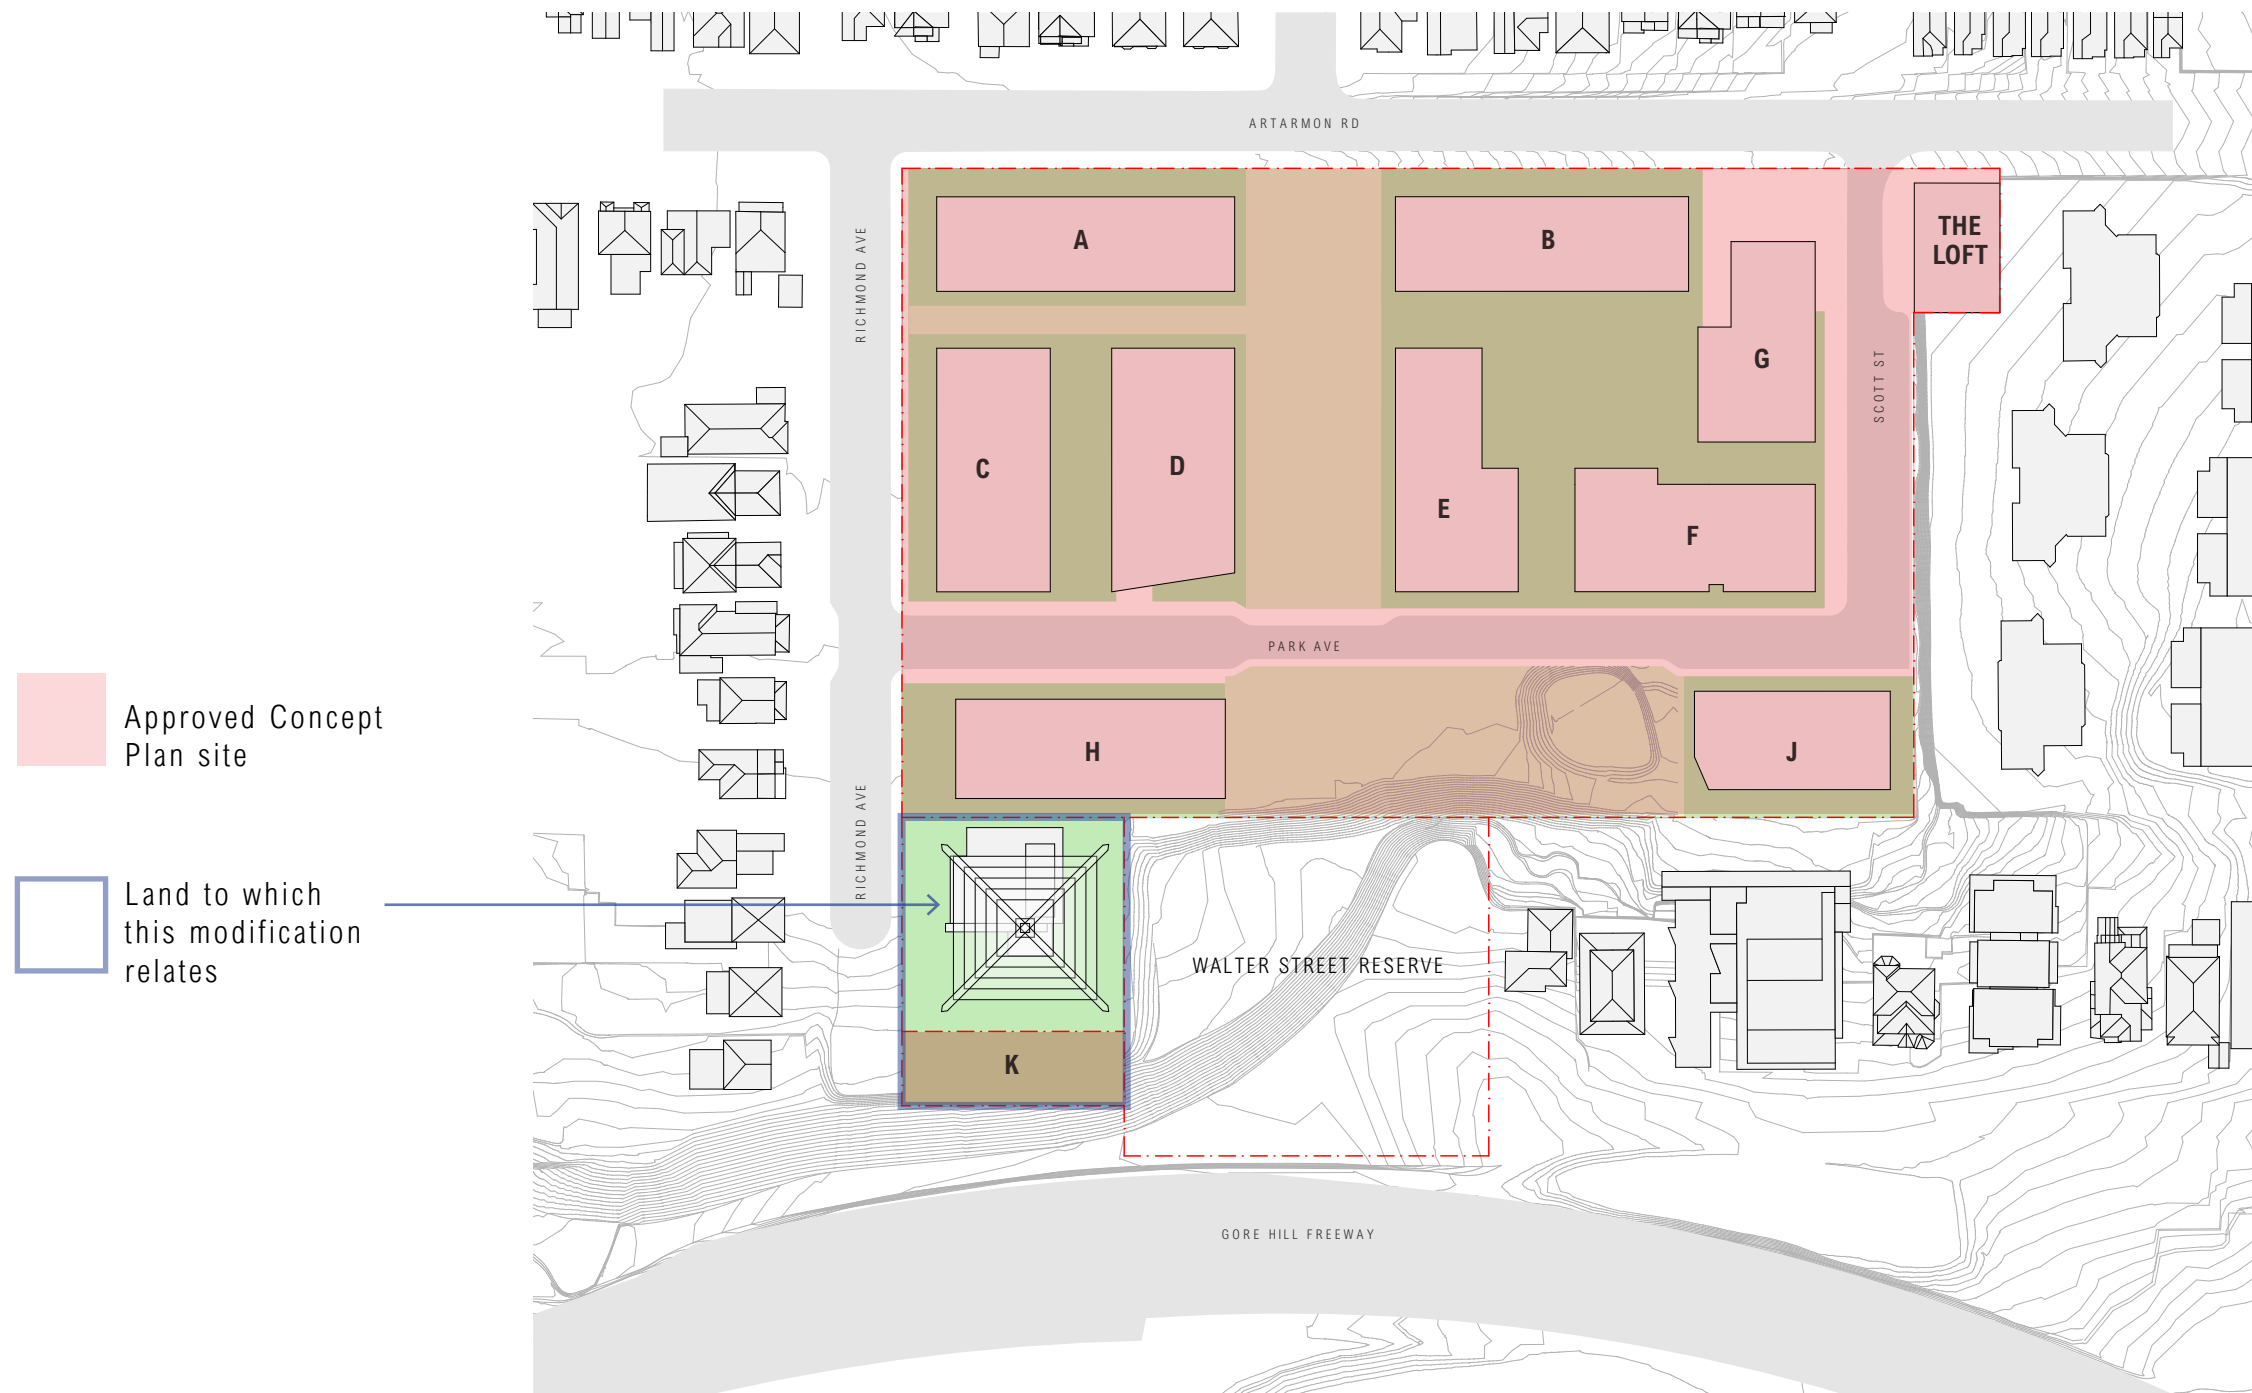 ARTARMON RD
RICHMOND AVE
A
B
THE
LOFT
G
SCOTT ST
C
D
E
F
PARK AVE
Approved Concept
Plan site
H
J
RICHMOND AVE
Land to which
this modification
relates
WALTER STREET RESERVE
K
GORE HILL FREEWAY